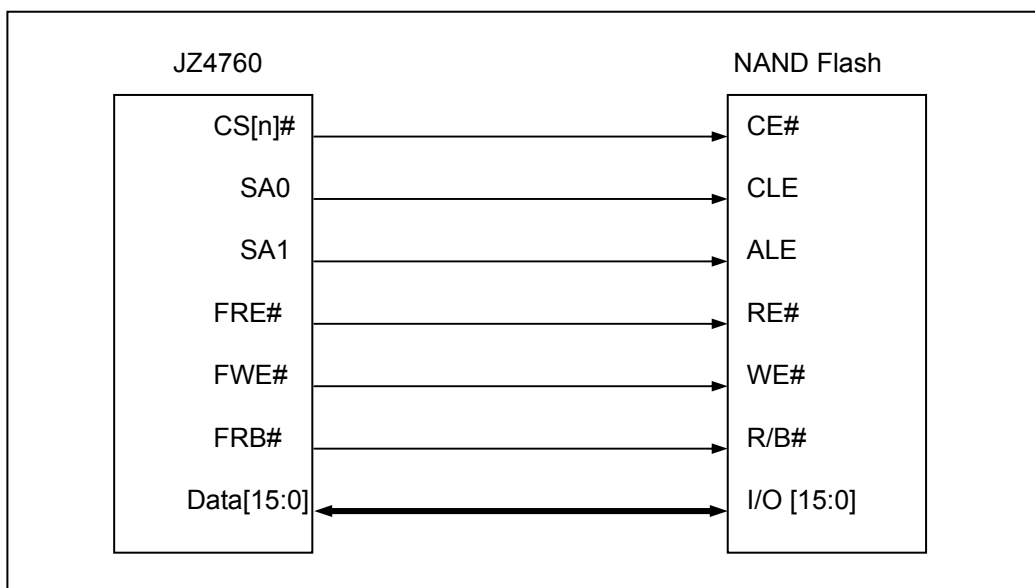 JZ4760 NAND Flash
CS[n]# CE#
SA0 CLE
SA1 ALE
FRE# RE#
FWE# WE#
FRB# R/B#
Data[15:0] I/O [15:0]